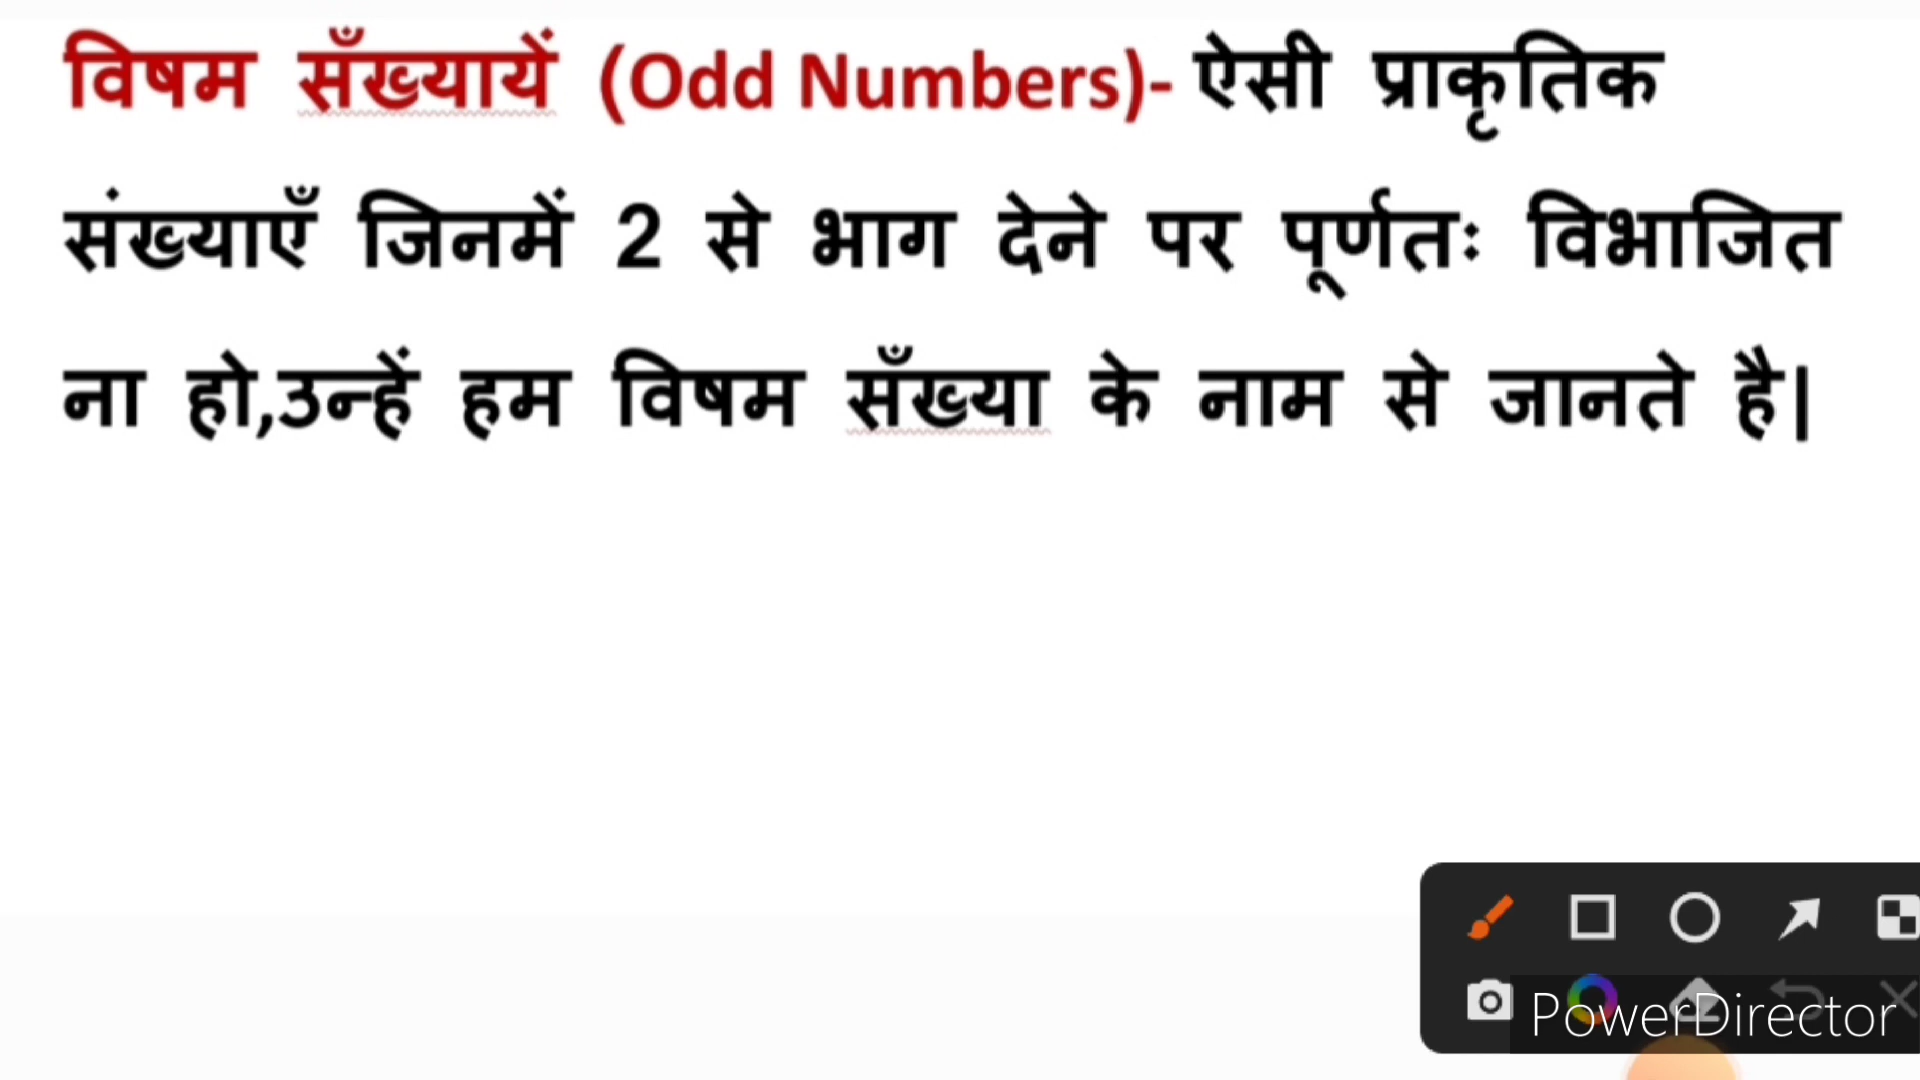 विषम सँख्यायें (Odd Numbers)- ऐसी प्राकृतिक
संख्याएँ जिनमें 2 से भाग देने पर पूर्णतः विभाजित
ना हो,उन्हें हम विषम सँख्या के नाम से जानते है|
PowerDirector